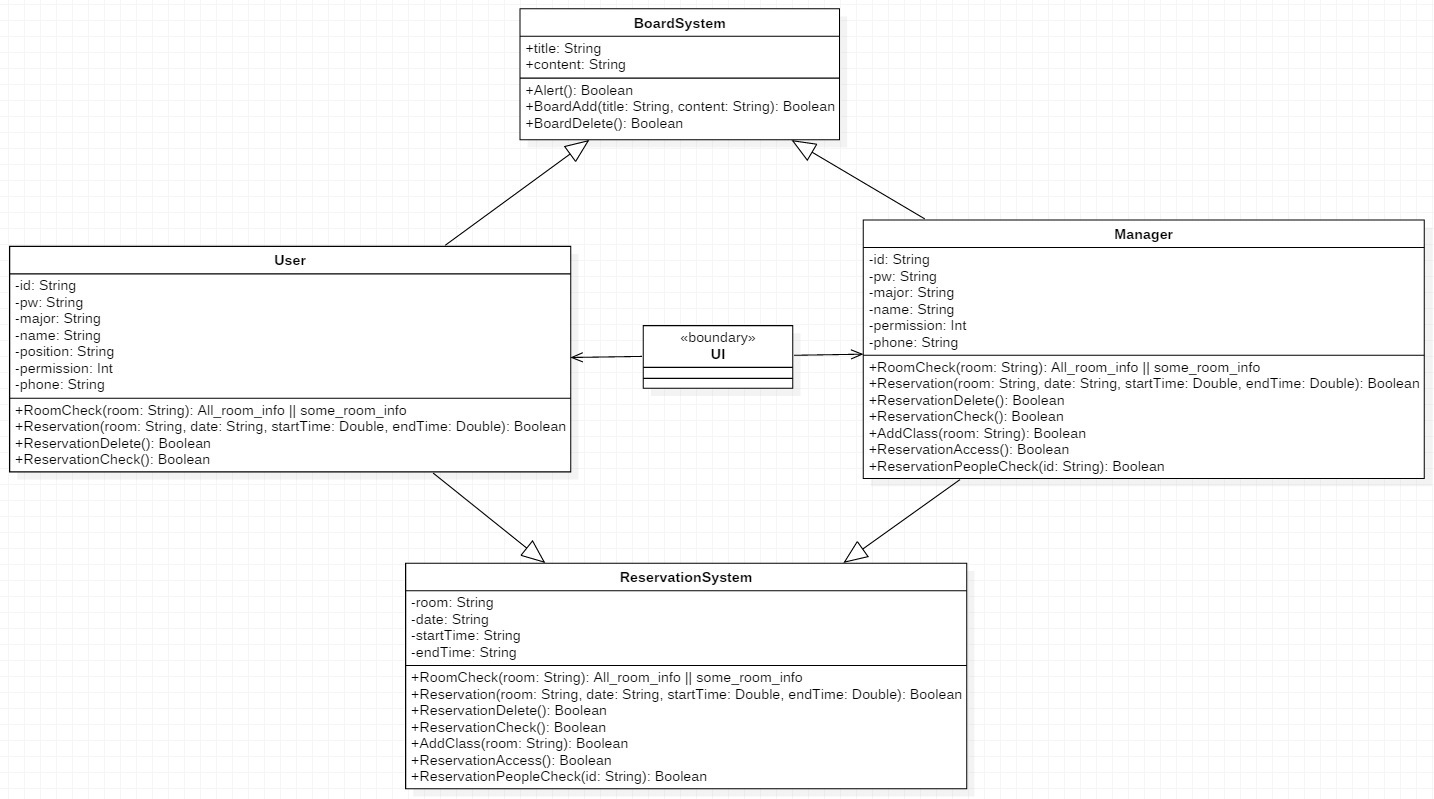 BoardSystem
+title: String
+content: String
+Alert(): Boolean
+BoardAdd(title: String, content: String): Boolean
+BoardDelete(): Boolean
User
-id: String
-pw: String
-major: String
-name: String
-position: String
-permission: Int
-phone: String
+RoomCheck(room: String): All_room_info || some_room_info
+Reservation(room: String, date: String, startTime: Double, endTime: Double): Boolean
+ReservationDelete(): Boolean
+ReservationCheck(): Boolean
«boundary»
UI
Manager
-id: String
-pw: String
-major: String
-name: String
-permission: Int
-phone: String
+RoomCheck(room: String): All_room_info || some_room_info
+Reservation(room: String, date: String, startTime: Double, endTime: Double): Boolean
+ReservationDelete(): Boolean
+ReservationCheck(): Boolean
+AddClass(room: String): Boolean
+ReservationAccess(): Boolean
+ReservationPeopleCheck(id: String): Boolean
ReservationSystem
-room: String
-date: String
-startTime: String
-endTime: String
+RoomCheck(room: String): All_room_info || some_room_info
+Reservation(room: String, date: String, startTime: Double, endTime: Double): Boolean
+ReservationDelete(): Boolean
+ReservationCheck(): Boolean
+AddClass(room: String): Boolean
+ReservationAccess(): Boolean
+ReservationPeopleCheck(id: String): Boolean